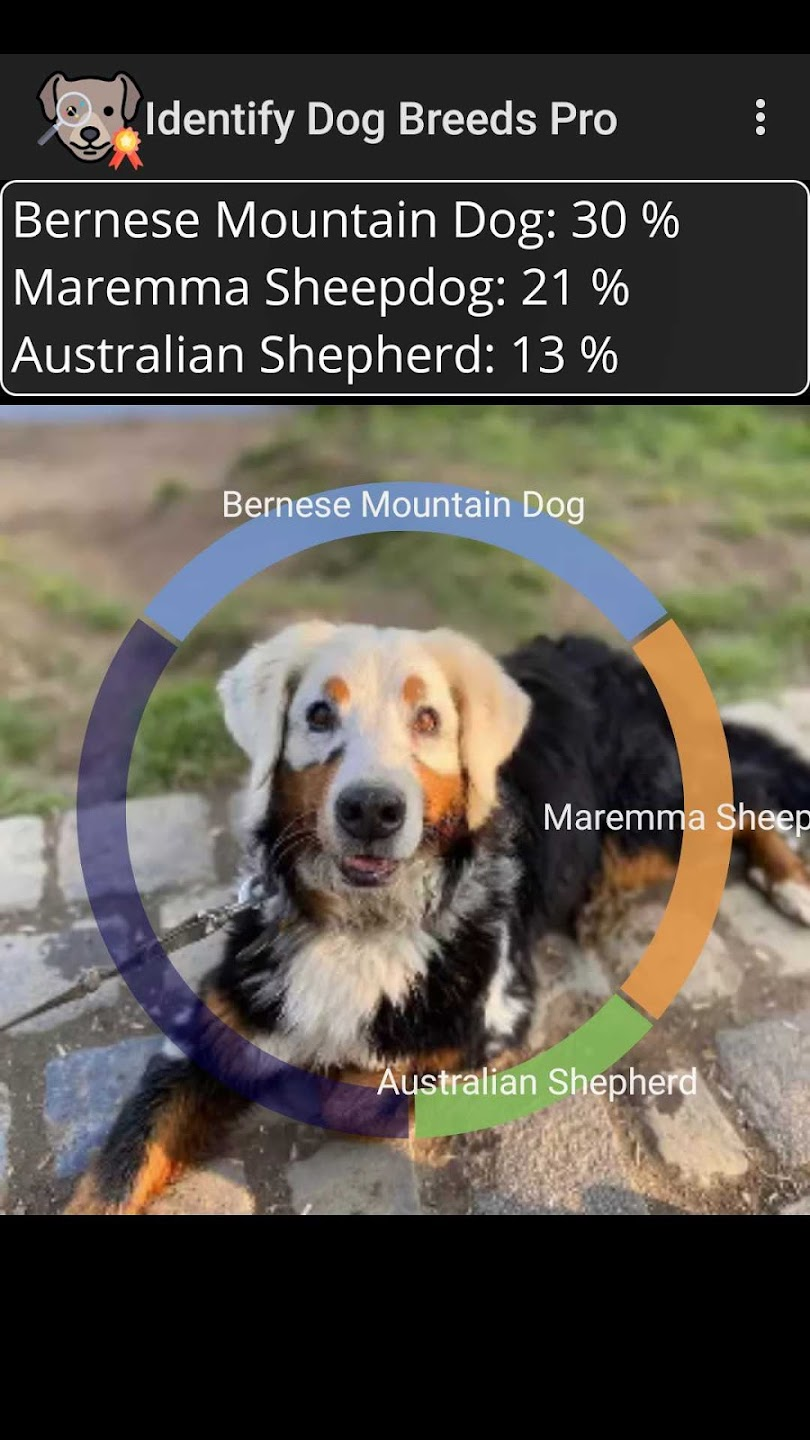 Identify Dog Breeds Pro
Bernese Mountain Dog: 30 %
Maremma Sheepdog: 21 %
Australian Shepherd: 13 %
Bernese Mountain Dog
Maremma Sheep
Australian Shepherd